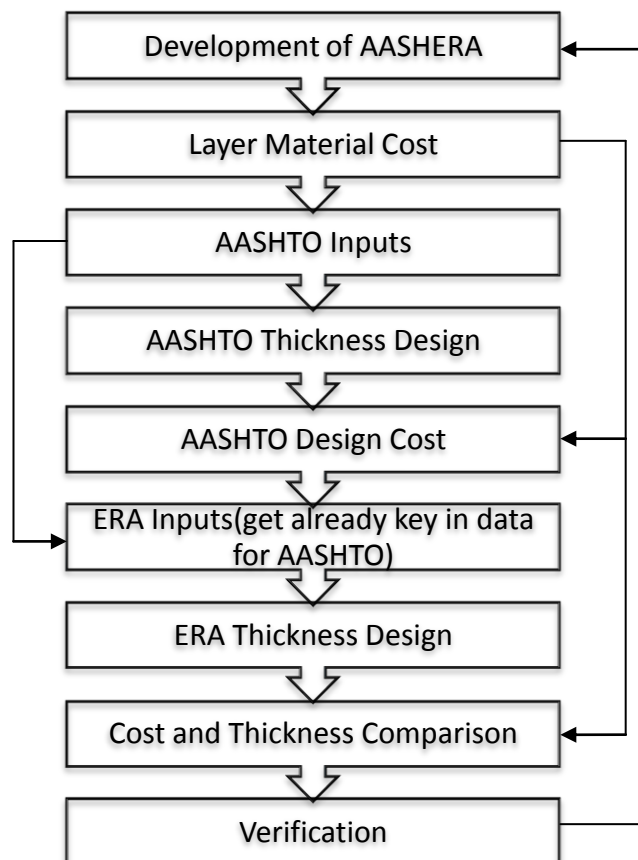 Development of AASHERA
Layer Material Cost
AASHTO Inputs
AASHTO Thickness Design
AASHTO Design Cost
ERA Inputs(get already key in data
for AASHTO)
ERA Thickness Design
Cost and Thickness Comparison
Verification